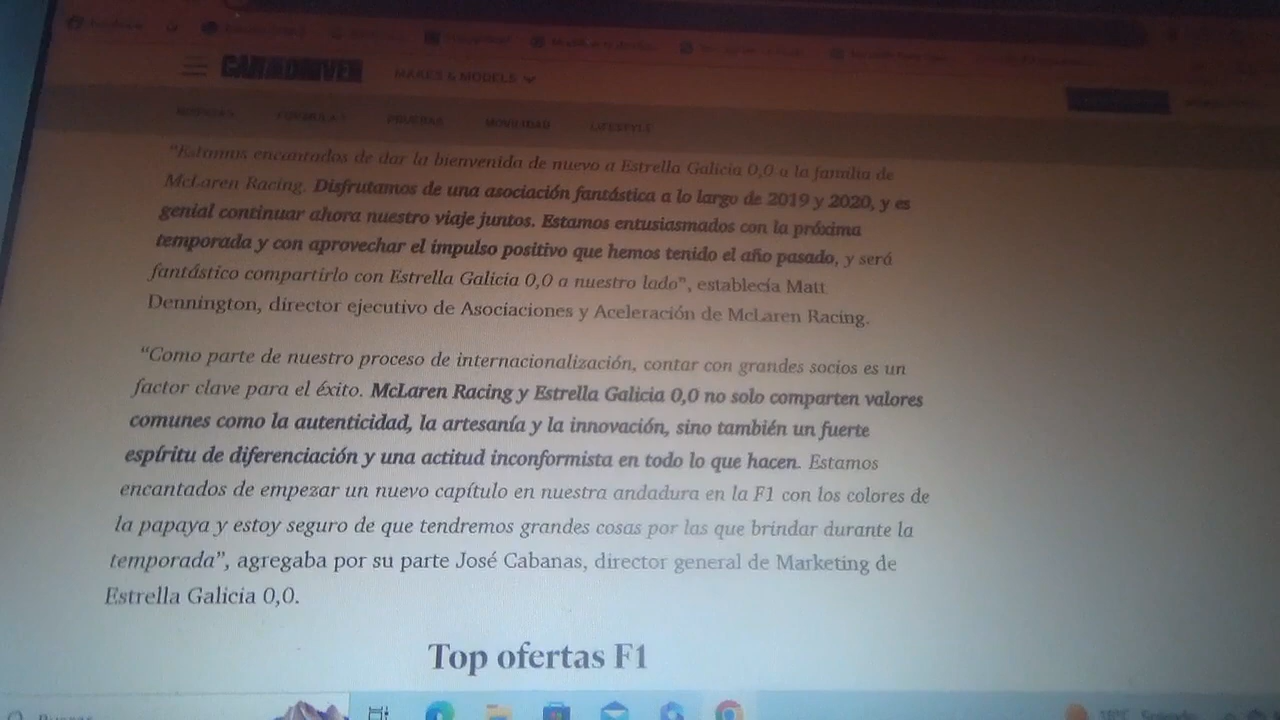 CAR AND DRIVER MAKES & MODELS
NOTICIAS FÓRMULA 1 PRUEBAS MOVILIDAD LIFESTYLE
“Estamos encantados de dar la bienvenida de nuevo a Estrella Galicia 0,0 a la familia de
McLaren Racing. Disfrutamos de una asociación fantástica a lo largo de 2019 y 2020, y es
genial continuar ahora nuestro viaje juntos. Estamos entusiasmados con la próxima
temporada y con aprovechar el impulso positivo que hemos tenido el año pasado, y será
fantástico compartirlo con Estrella Galicia 0,0 a nuestro lado”, establecía Matt
Dennington, director ejecutivo de Asociaciones y Aceleración de McLaren Racing.
“Como parte de nuestro proceso de internacionalización, contar con grandes socios es un
factor clave para el éxito. McLaren Racing y Estrella Galicia 0,0 no solo comparten valores
comunes como la autenticidad, la artesanía y la innovación, sino también un fuerte
espíritu de diferenciación y una actitud inconformista en todo lo que hacen. Estamos
encantados de empezar un nuevo capítulo en nuestra andadura en la F1 con los colores de
la papaya y estoy seguro de que tendremos grandes cosas por las que brindar durante la
temporada”, agregaba por su parte José Cabanas, director general de Marketing de
Estrella Galicia 0,0.
Top ofertas F1